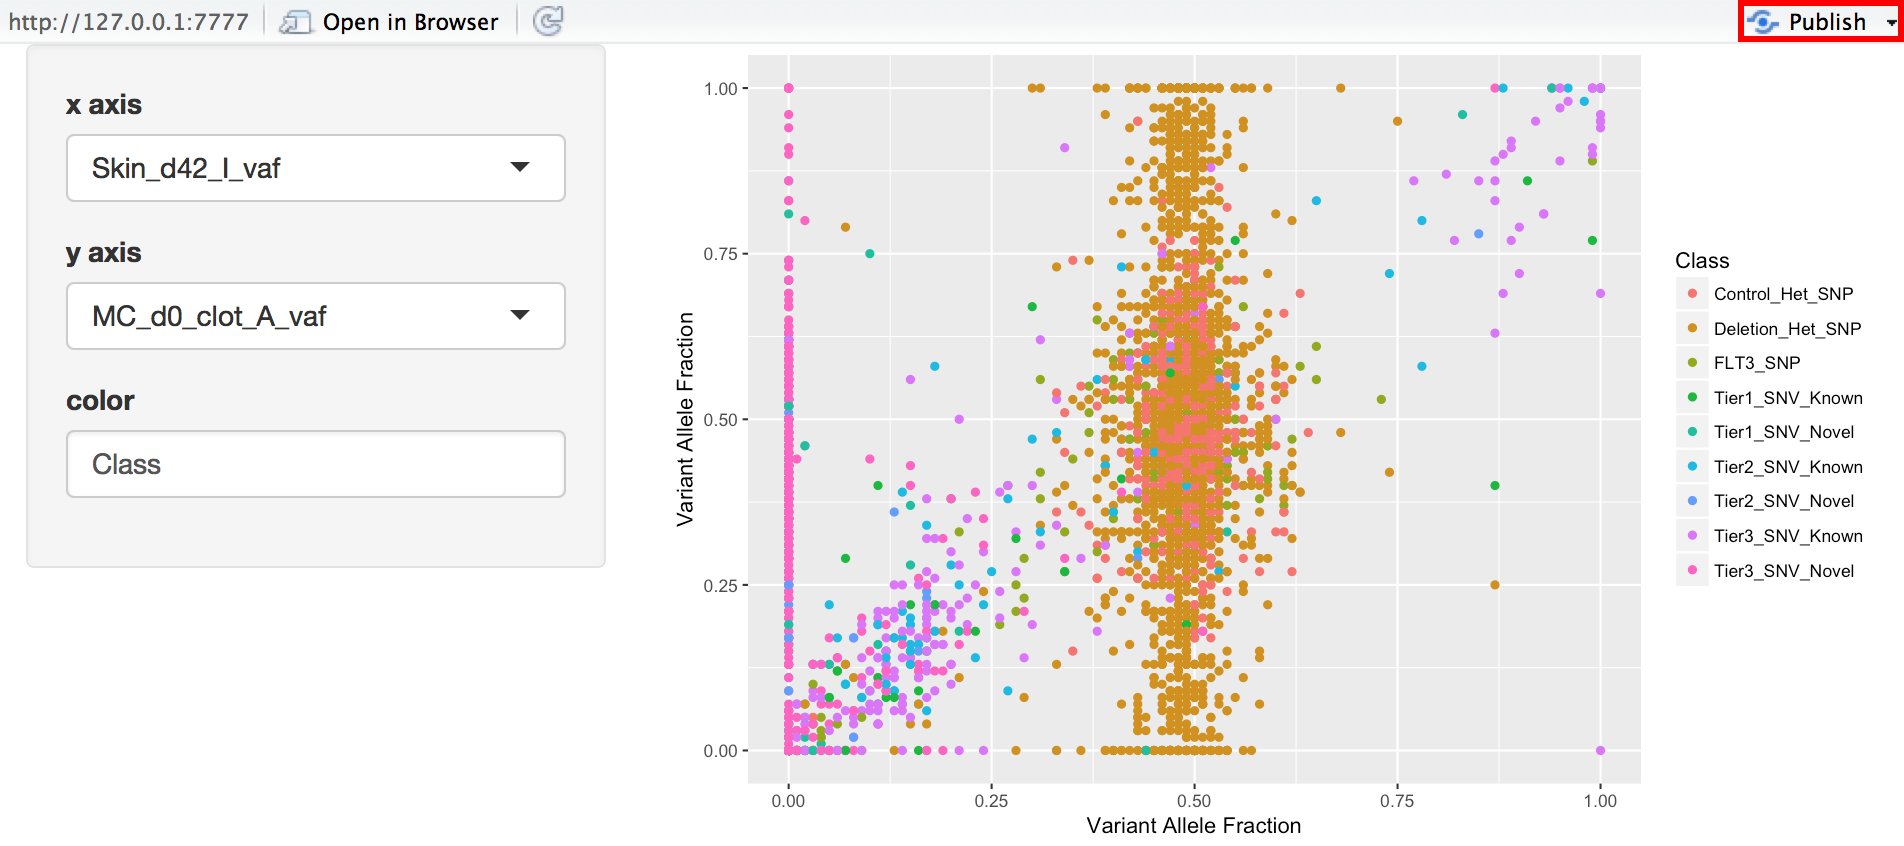 http://127.0.0.1:7777 Open in Browser Publish
x axis
Skin_d42_I_vaf
y axis
MC_d0_clot_A_vaf
color
Class
1.00
0.75
0.50
0.25
0.00
Variant Allele Fraction
0.00 0.25 0.50 0.75 1.00
Variant Allele Fraction
Class
Control_Het_SNP
Deletion_Het_SNP
FLT3_SNP
Tier1_SNV_Known
Tier1_SNV_Novel
Tier2_SNV_Known
Tier2_SNV_Novel
Tier3_SNV_Known
Tier3_SNV_Novel